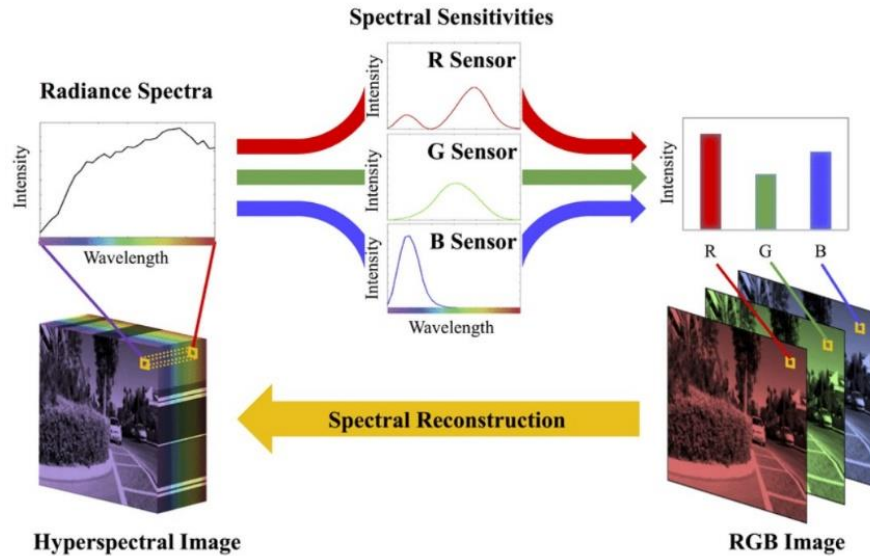 Spectral Sensitivities
Radiance Spectra
Intensity
Wavelength
R Sensor
Intensity
G Sensor
Intensity
B Sensor
Intensity
Wavelength
Intensity
R G B
Spectral Reconstruction
Hyperspectral Image
RGB Image